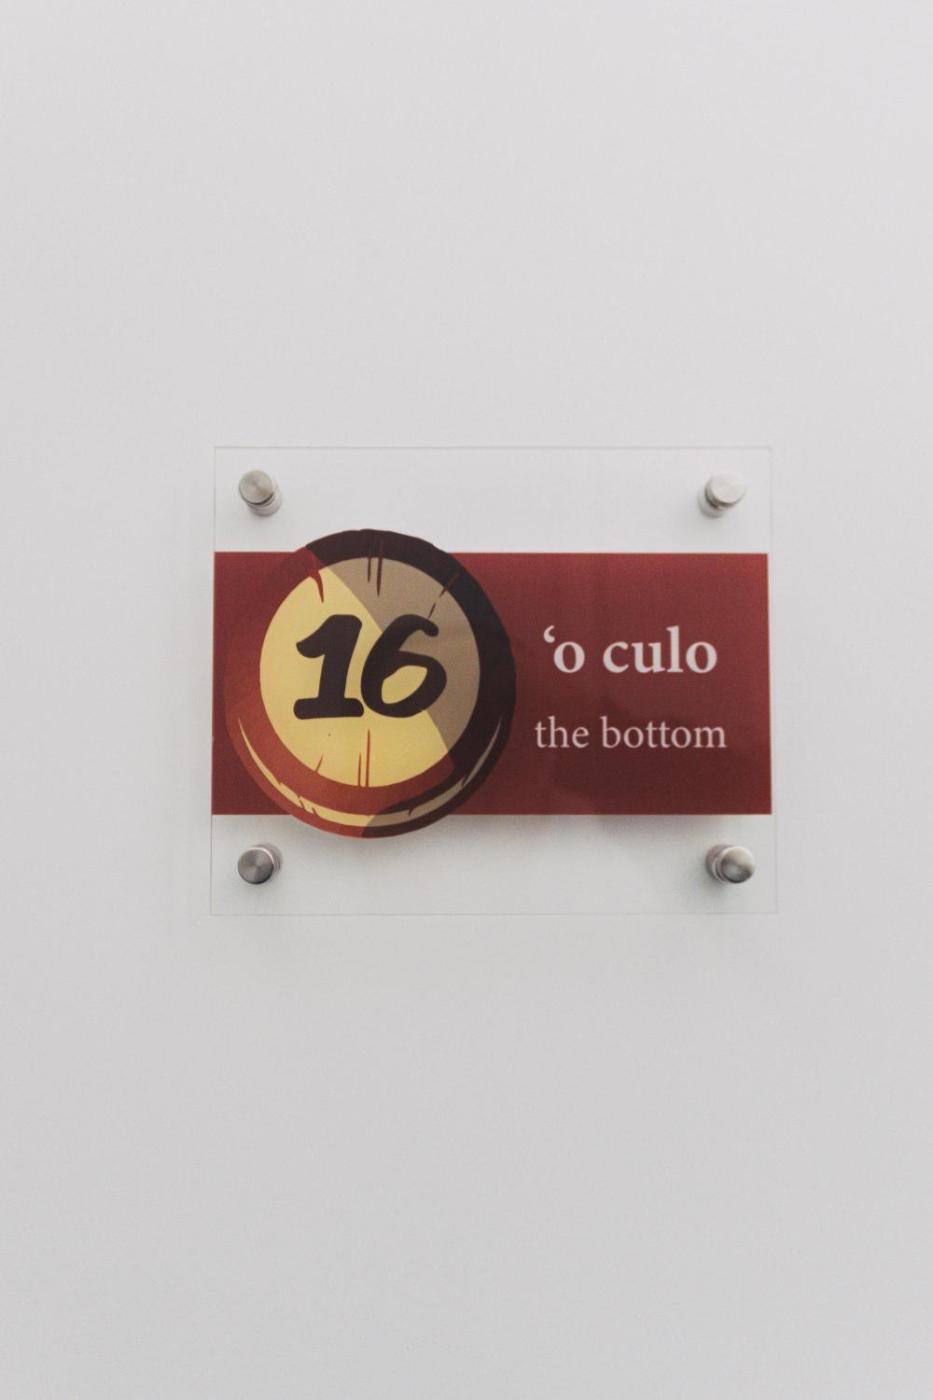 16
‘o culo
the bottom